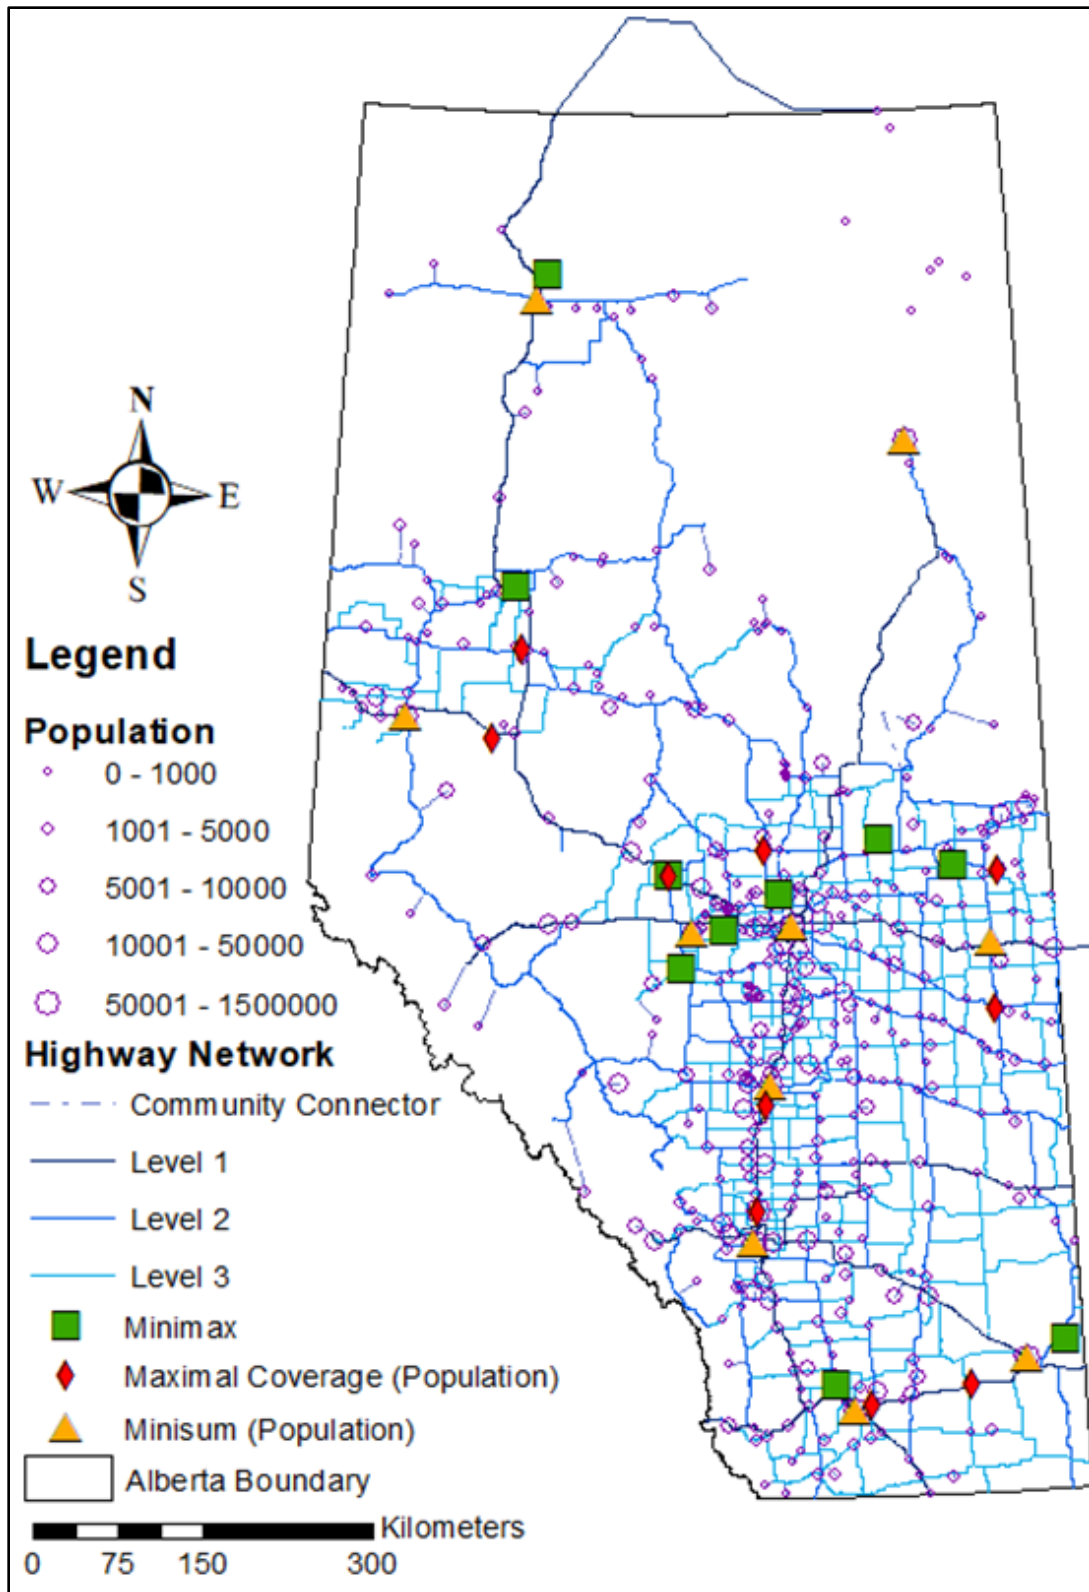 N
W E
S
Legend
Population
0 - 1000
1001 - 5000
5001 - 10000
10001 - 50000
50001 - 1500000
Highway Network
Community Connector
Level 1
Level 2
Level 3
Minimax
Maximal Coverage (Population)
Minisum (Population)
Alberta Boundary
Kilometers
0 75 150 300